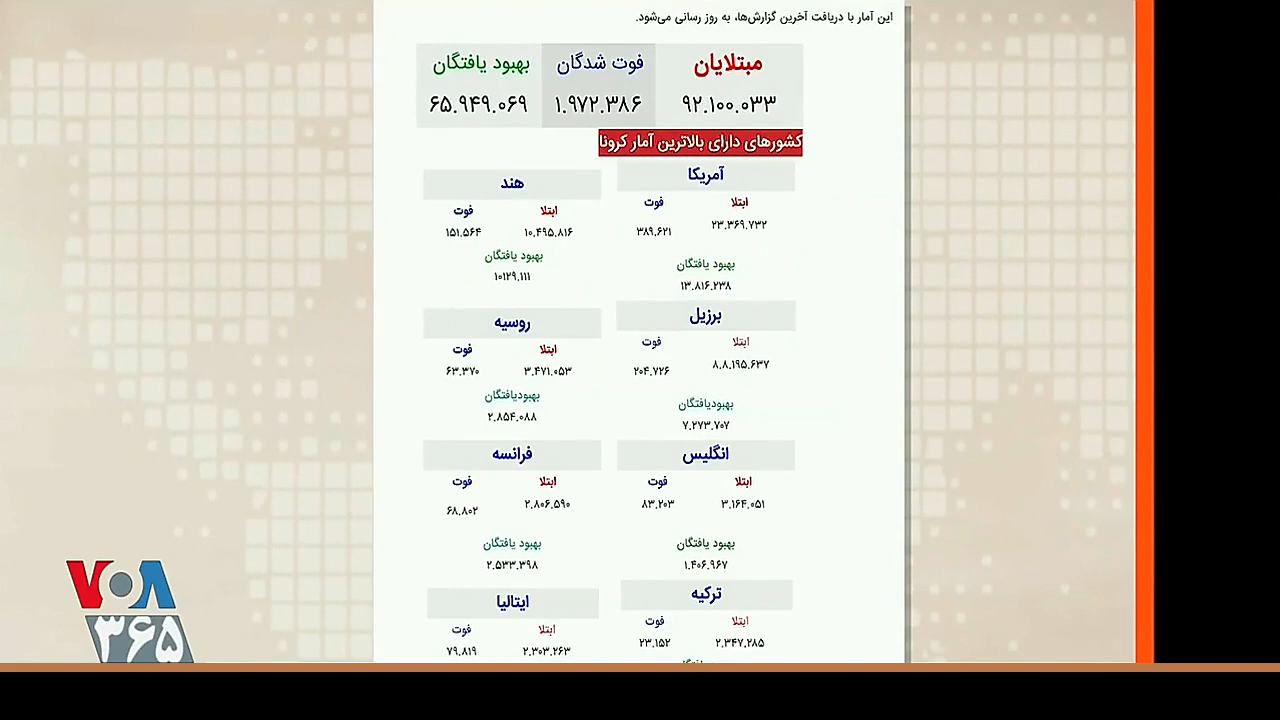 این آمار با دریافت آخرین گزارش‌ها، به روز رسانی می‌شود.
مبتلایان فوت شدگان بهبود یافتگان
۹۲.۱۰۰.۰۳۳ ۱.۹۷۲.۳۸۶ ۶۵.۹۴۹.۰۶۹
کشورهای دارای بالاترین آمار کرونا
آمریکا
ابتلا فوت
۲۳.۳۶۹.۷۳۲ ۳۸۹.۶۲۱
بهبود یافتگان
۱۳.۸۱۶.۲۳۸
هند
ابتلا فوت
۱۰.۴۹۵.۸۱۶ ۱۵۱.۵۶۴
بهبود یافتگان
۱۰۱۲۹.۱۱۱
برزیل
ابتلا فوت
۸.۸.۱۹۵.۶۳۷ ۲۰۴.۷۲۶
بهبودیافتگان
۷.۲۷۳.۷۰۷
روسیه
ابتلا فوت
۳.۴۷۱.۰۵۳ ۶۳.۳۷۰
بهبودیافتگان
۲.۸۵۴.۰۸۸
انگلیس
ابتلا فوت
۳.۱۶۴.۰۵۱ ۸۳.۲۰۳
بهبود یافتگان
۱.۴۰۶.۹۶۷
فرانسه
ابتلا فوت
۲.۸۰۶.۵۹۰ ۶۸.۸۰۲
بهبود یافتگان
۲.۵۳۳.۳۹۸
ترکیه
ابتلا فوت
۲.۳۴۷.۲۸۵ ۲۳.۱۵۲
ایتالیا
ابتلا فوت
۲.۳۰۳.۲۶۳ ۷۹.۸۱۹
VOA
۳۶۵